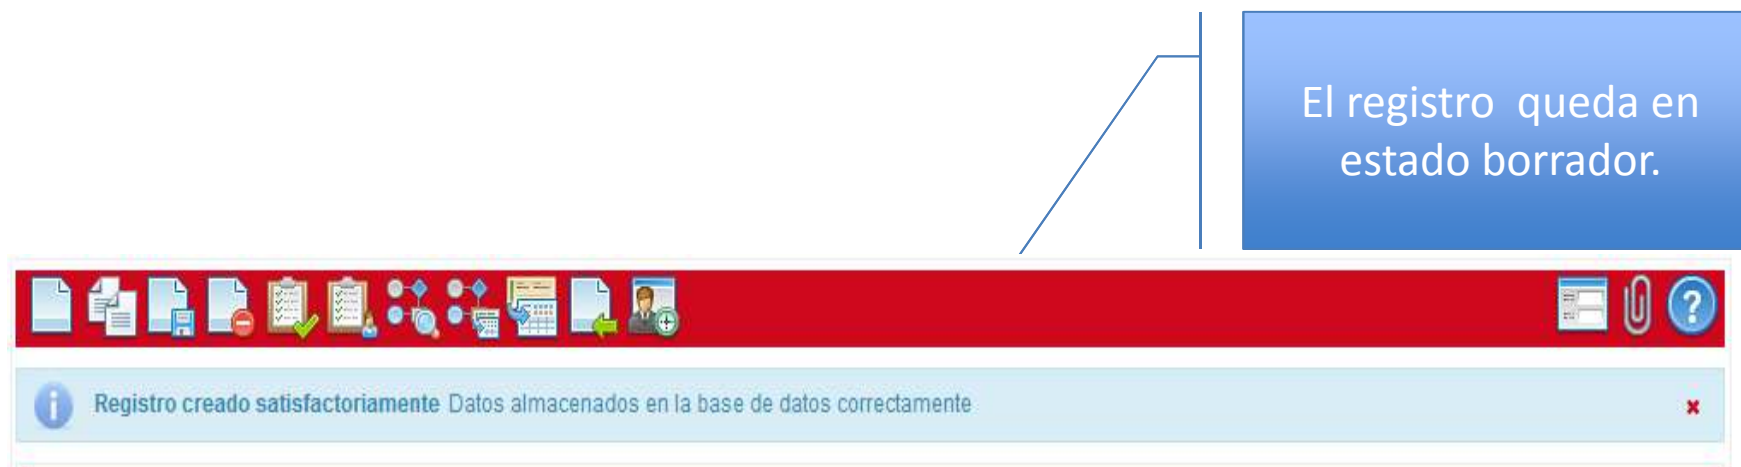 El registro queda en
estado borrador.
?
i Registro creado satisfactoriamente Datos almacenados en la base de datos correctamente ×